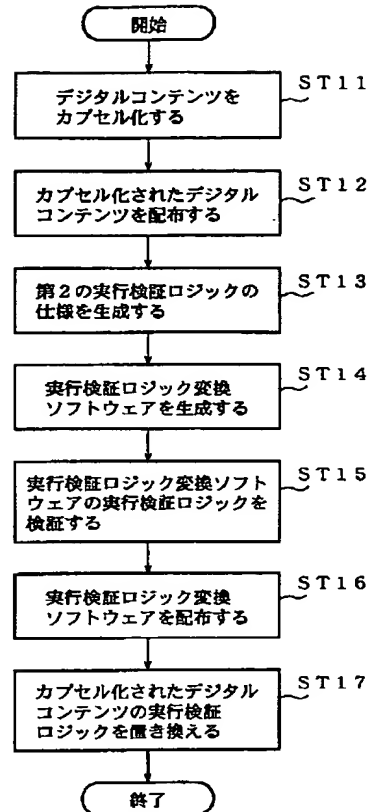 開始
ST11
デジタルコンテンツを
カプセル化する
ST12
カプセル化されたデジタル
コンテンツを配布する
ST13
第2の実行検証ロジックの
仕様を生成する
ST14
実行検証ロジック変換
ソフトウェアを生成する
ST15
実行検証ロジック変換ソフト
ウェアの実行検証ロジックを
検証する
ST16
実行検証ロジック変換
ソフトウェアを配布する
ST17
カプセル化されたデジタル
コンテンツの実行検証
ロジックを置き換える
終了